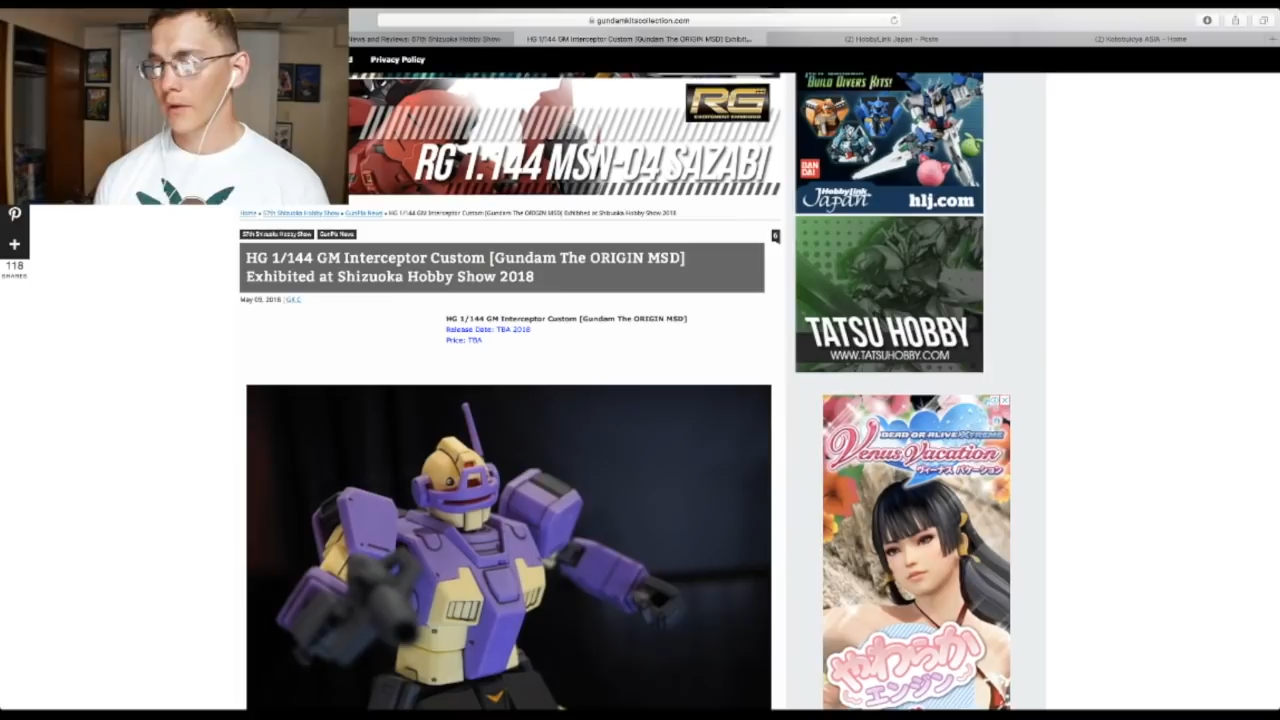 gundamkitscollection.com
News and Reviews: 57th Shizuoka Hobby Show
HG 1/144 GM Interceptor Custom [Gundam The ORIGIN MSD] Exhibit...
(2) HobbyLink Japan - Posts
(2) Kotobukiya ASIA - Home
Privacy Policy
RG
RG 1:144 MSN-04 SAZABI
BUILD DIVERS KITS!
BAN
DAI
HobbyLink
Japan
hlj.com
118
SHARES
Home » 57th Shizuoka Hobby Show » GunPla News » HG 1/144 GM Interceptor Custom [Gundam The ORIGIN MSD] Exhibited at Shizuoka Hobby Show 2018
57th Shizuoka Hobby Show
GunPla News
6
HG 1/144 GM Interceptor Custom [Gundam The ORIGIN MSD]
Exhibited at Shizuoka Hobby Show 2018
May 09, 2018 | GK C
HG 1/144 GM Interceptor Custom [Gundam The ORIGIN MSD]
Release Date: TBA 2018
Price: TBA
TATSU HOBBY
WWW.TATSUHOBBY.COM
DEAD OR ALIVE XTREME
Venus Vacation
ヴィーナス バケーション
やわらか
エンジン